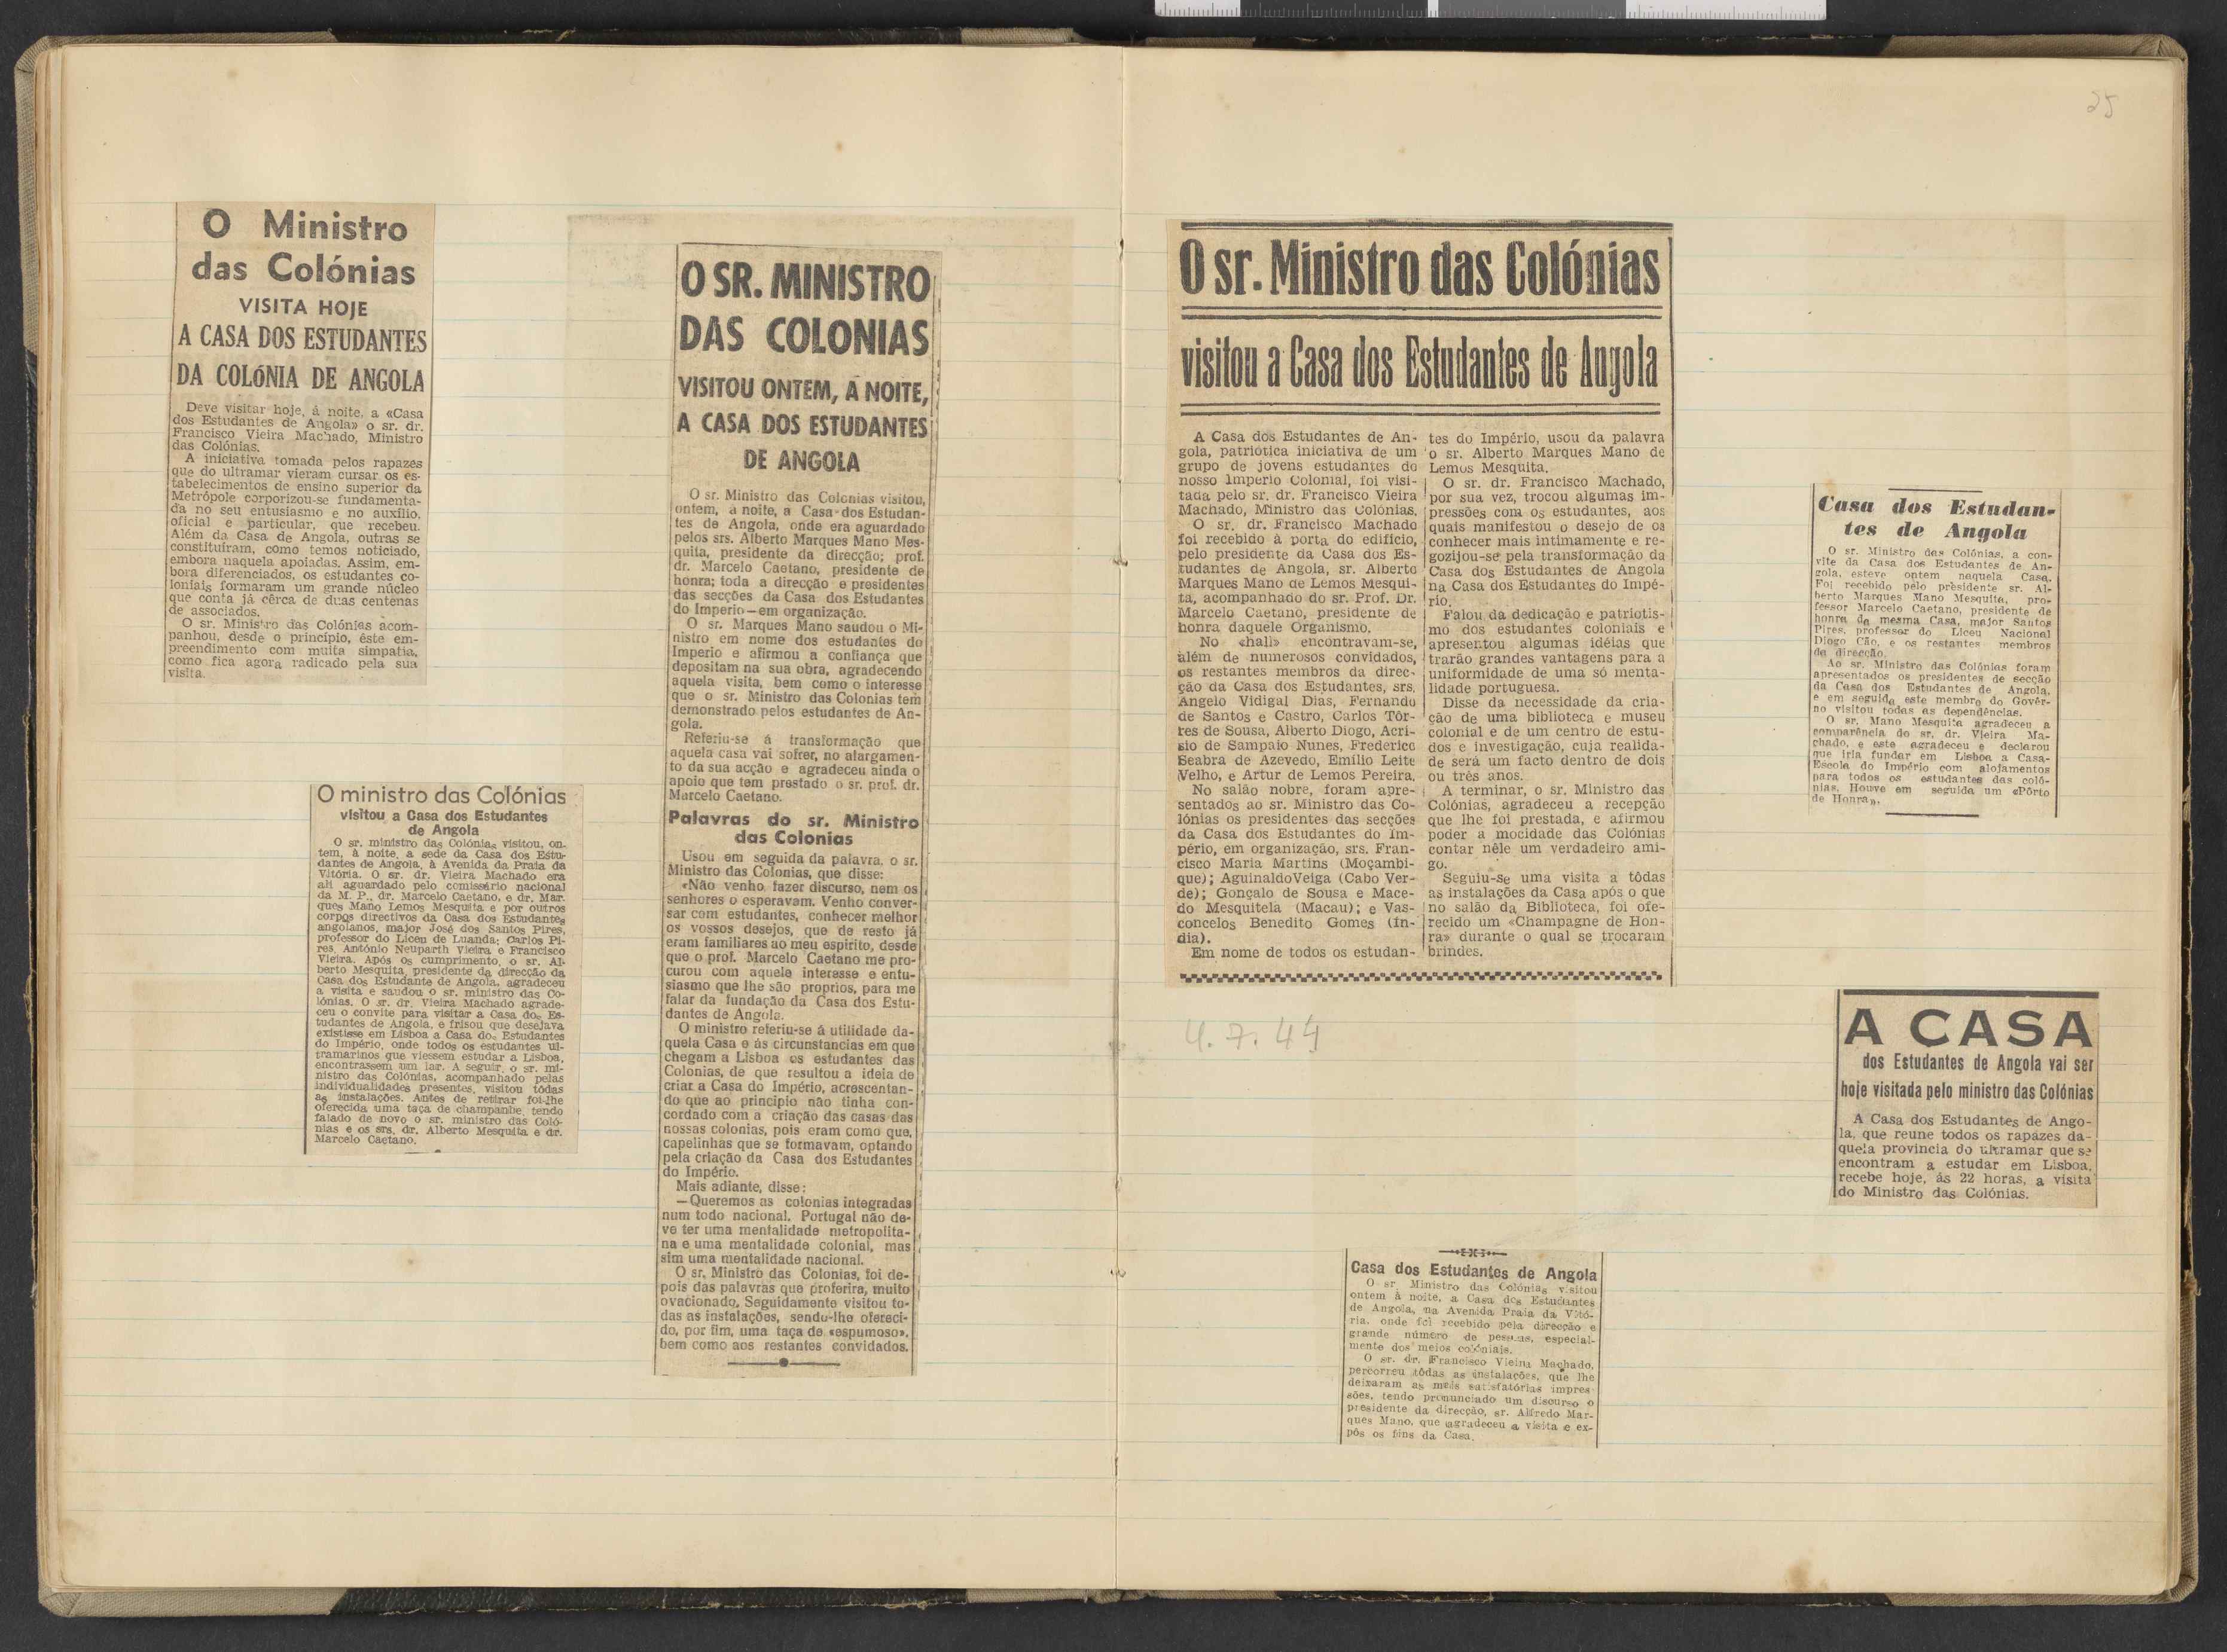 25
O Ministro
das Colónias
VISITA HOJE
A CASA DOS ESTUDANTES
DA COLÓNIA DE ANGOLA
Deve visitar hoje, à noite, a «Casa
dos Estudantes de Angola» o sr. dr.
Francisco Vieira Machado, Ministro
das Colónias.
A iniciativa tomada pelos rapazes
que do ultramar vieram cursar os es-
tabelecimentos de ensino superior da
Metrópole corporizou-se fundamenta-
da no seu entusiasmo e no auxílio,
oficial e particular, que recebeu.
Além da Casa de Angola, outras se
constituíram, como temos noticiado,
embora naquela apoiadas. Assim, em-
bora diferenciados, os estudantes co-
loniais formaram um grande núcleo
que conta já cêrca de duas centenas
de associados.
O sr. Ministro das Colónias acom-
panhou, desde o princípio, êste em-
preendimento com muita simpatia,
como fica agora radicado pela sua
visita.
O ministro das Colónias
visitou a Casa dos Estudantes
de Angola
O sr. ministro das Colónias visitou, on-
tem, à noite, a sede da Casa dos Estu-
dantes de Angola, à Avenida da Praia da
Vitória. O sr. dr. Vieira Machado era
ali aguardado pelo comissário nacional
da M. P., dr. Marcelo Caetano, e dr. Mar.
ques Mano Lemos Mesquita e por outros
corpos directivos da Casa dos Estudantes
angolanos, major José dos Santos Pires,
professor do Liceu de Luanda; Carlos Pi-
res, António Neuparth Vieira e Francisco
Vieira. Após os cumprimento, o sr. Al-
berto Mesquita, presidente da direcção da
Casa dos Estudante de Angola, agradeceu
a visita e saudou o sr. ministro das Co-
lónias. O sr. dr. Vieira Machado agrade-
ceu o convite para visitar a Casa dos Es-
tudantes de Angola, e frisou que desejava
existisse em Lisboa a Casa dos Estudantes
do Império, onde todos os estudantes ul-
tramarinos que viessem estudar a Lisboa,
encontrassem um lar. A seguir, o sr. mi-
nistro das Colónias, acompanhado pelas
individualidades presentes, visitou tôdas
as instalações. Antes de retirar foi-lhe
oferecida uma taça de champanhe, tendo
falado de novo o sr. ministro das Coló-
nias e os srs. dr. Alberto Mesquita e dr.
Marcelo Caetano.
O SR. MINISTRO
DAS COLONIAS
VISITOU ONTEM, Á NOITE,
A CASA DOS ESTUDANTES
DE ANGOLA
O sr. Ministro das Colonias visitou,
ontem, á noite, a Casa dos Estudan-
tes de Angola, onde era aguardado
pelos srs. Alberto Marques Mano Mes-
quita, presidente da direcção; prof.
dr. Marcelo Caetano, presidente de
honra; toda a direcção e presidentes
das secções da Casa dos Estudantes
do Imperio—em organização.
O sr. Marques Mano saudou o Mi-
nistro em nome dos estudantes do
Imperio e afirmou a confiança que
depositam na sua obra, agradecendo
aquela visita, bem como o interesse
que o sr. Ministro das Colonias tem
demonstrado pelos estudantes de An-
gola.
Referiu-se á transformação que
aquela casa vai sofrer, no alargamen-
to da sua acção e agradeceu ainda o
apoio que tem prestado o sr. prof. dr.
Marcelo Caetano.
Palavras do sr. Ministro
das Colonias
Usou em seguida da palavra, o sr.
Ministro das Colonias, que disse:
«Não venho fazer discurso, nem os
senhores o esperavam. Venho conver-
sar com estudantes, conhecer melhor
os vossos desejos, que de resto já
eram familiares ao meu espirito, desde
que o prof. Marcelo Caetano me pro-
curou com aquele interesse e entu-
siasmo que lhe são proprios, para me
falar da fundação da Casa dos Estu-
dantes de Angola.
O ministro referiu-se á utilidade da-
quela Casa e ás circunstancias em que
chegam a Lisboa os estudantes das
Colonias, de que resultou a ideia de
criar a Casa do Império, acrescentan-
do que ao principio não tinha con-
cordado com a criação das casas das
nossas colonias, pois eram como que,
capelinhas que se formavam, optando
pela criação da Casa dos Estudantes
do Império.
Mais adiante, disse:
—Queremos as colonias integradas
num todo nacional. Portugal não de-
ve ter uma mentalidade metropolita-
na e uma mentalidade colonial, mas
sim uma mentalidade nacional.
O sr. Ministro das Colonias, foi de-
pois das palavras que proferira, muito
ovacionado. Seguidamente visitou to-
das as instalações, sendo-lhe ofereci-
do, por fim, uma taça de «espumoso»,
bem como aos restantes convidados.
O sr. Ministro das Colónias
visitou a Casa dos Estudantes de Angola
A Casa dos Estudantes de An-
gola, patriótica iniciativa de um
grupo de jovens estudantes do
nosso Império Colonial, foi visi-
tada pelo sr. dr. Francisco Vieira
Machado, Ministro das Colónias.
O sr. dr. Francisco Machado
foi recebido à porta do edifício,
pelo presidente da Casa dos Es-
tudantes de Angola, sr. Alberto
Marques Mano de Lemos Mesqui-
ta, acompanhado do sr. Prof. Dr.
Marcelo Caetano, presidente de
honra daquele Organismo.
No «hall» encontravam-se,
além de numerosos convidados,
os restantes membros da direc-
ção da Casa dos Estudantes, srs.
Angelo Vidigal Dias, Fernando
de Santos e Castro, Carlos Tôr-
res de Sousa, Alberto Diogo, Acrí-
sio de Sampaio Nunes, Frederico
Seabra de Azevedo, Emílio Leite
Velho, e Artur de Lemos Pereira.
No salão nobre, foram apre-
sentados ao sr. Ministro das Co-
lónias os presidentes das secções
da Casa dos Estudantes do Im-
pério, em organização, srs. Fran-
cisco Maria Martins (Moçambi-
que); Aguinaldo Veiga (Cabo Ver-
de); Gonçalo de Sousa e Mace-
do Mesquitela (Macau); e Vas-
concelos Benedito Gomes (Ín-
dia).
Em nome de todos os estudan-
tes do Império, usou da palavra
o sr. Alberto Marques Mano de
Lemos Mesquita.
O sr. dr. Francisco Machado,
por sua vez, trocou algumas im-
pressões com os estudantes, aos
quais manifestou o desejo de os
conhecer mais intimamente e re-
gozijou-se pela transformação da
Casa dos Estudantes de Angola
na Casa dos Estudantes do Impé-
rio.
Falou da dedicação e patriotis-
mo dos estudantes coloniais e
apresentou algumas idéias que
trarão grandes vantagens para a
uniformidade de uma só menta-
lidade portuguesa.
Disse da necessidade da cria-
ção de uma biblioteca e museu
colonial e de um centro de estu-
dos e investigação, cuja realida-
de será um facto dentro de dois
ou três anos.
A terminar, o sr. Ministro das
Colónias, agradeceu a recepção
que lhe foi prestada, e afirmou
poder a mocidade das Colónias
contar nêle um verdadeiro ami-
go.
Seguiu-se uma visita a tôdas
as instalações da Casa após o que
no salão da Biblioteca, foi ofe-
recido um «Champagne de Hon-
ra» durante o qual se trocaram
brindes.
4.7.44
Casa dos Estudan-
tes de Angola
O sr. Ministro das Colónias, a con-
vite da Casa dos Estudantes de An-
gola, esteve ontem naquela Casa.
Foi recebido pelo prèsidente sr. Al-
berto Marques Mano Mesquita, pro-
fessor Marcelo Caetano, presidente de
honra da mesma Casa, major Santos
Pires, professor do Liceu Nacional
Diogo Cão, e os restantes membros
da direcção.
Ao sr. Ministro das Colónias foram
apresentados os presidentes de secção
da Casa dos Estudantes de Angola,
e em seguida este membro do Govêr-
no visitou todas as dependências.
O sr. Mano Mesquita agradeceu a
comparência do sr. dr. Vieira Ma-
chado, e este agradeceu e declarou
que iria fundar em Lisboa a Casa-
Escola do Império com alojamentos
para todos os estudantes das coló-
nias. Houve em seguida um «Pôrto
de Honra».
A CASA
dos Estudantes de Angola vai ser
hoje visitada pelo ministro das Colónias
A Casa dos Estudantes de Ango-
la, que reune todos os rapazes da-
quela provincia do ultramar que se
encontram a estudar em Lisboa,
recebe hoje, ás 22 horas, a visita
do Ministro das Colónias.
Casa dos Estudantes de Angola
O sr. Ministro das Colónias visitou
ontem à noite, a Casa dos Estudantes
de Angola, na Avenida Praia da Vitó-
ria, onde foi recebido pela direcção e
grande número de pessoas, especial-
mente dos meios coloniais.
O sr. dr. Francisco Vieira Machado,
percorreu tôdas as instalações, que lhe
deixaram as mais satisfatórias impres-
sões, tendo pronunciado um discurso o
presidente da direcção, sr. Alfredo Mar-
ques Mano, que agradeceu a visita e ex-
pôs os fins da Casa.